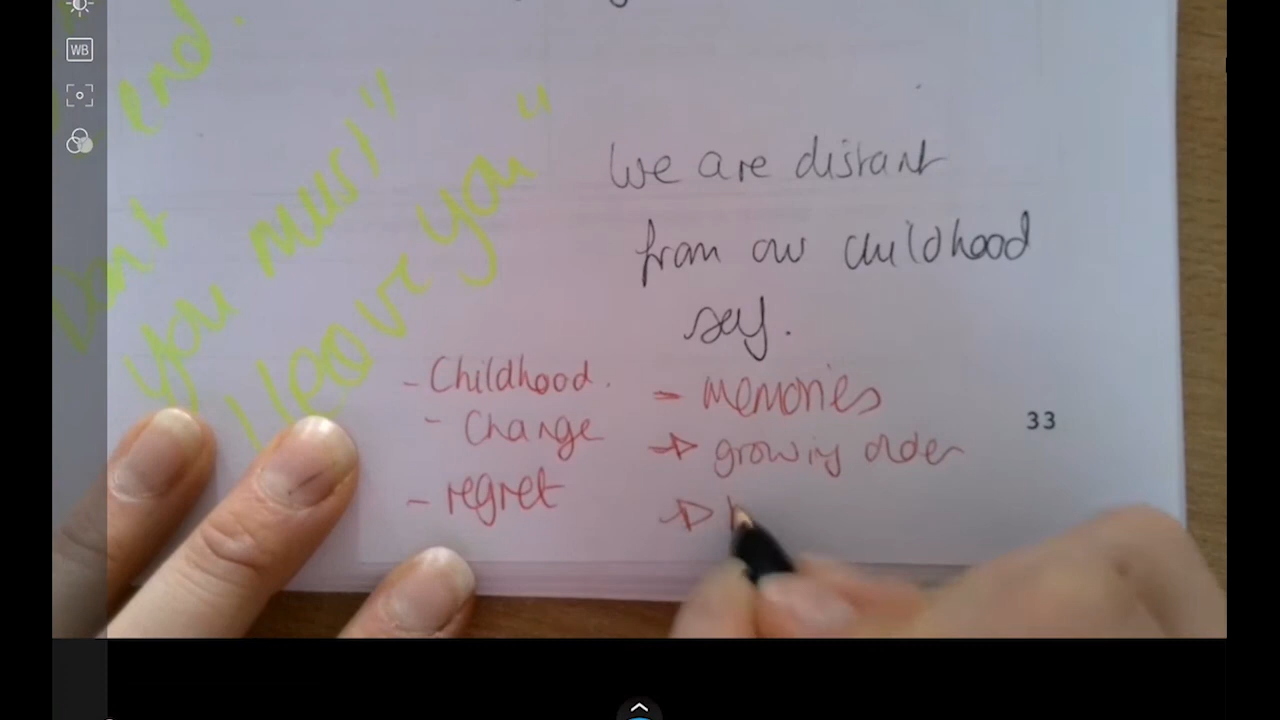 WB
end.
Don't
you must"
you"
We are distant
from our childhood
self.
- Childhood.
- Change
- regret
- Memories
→ growing older
33